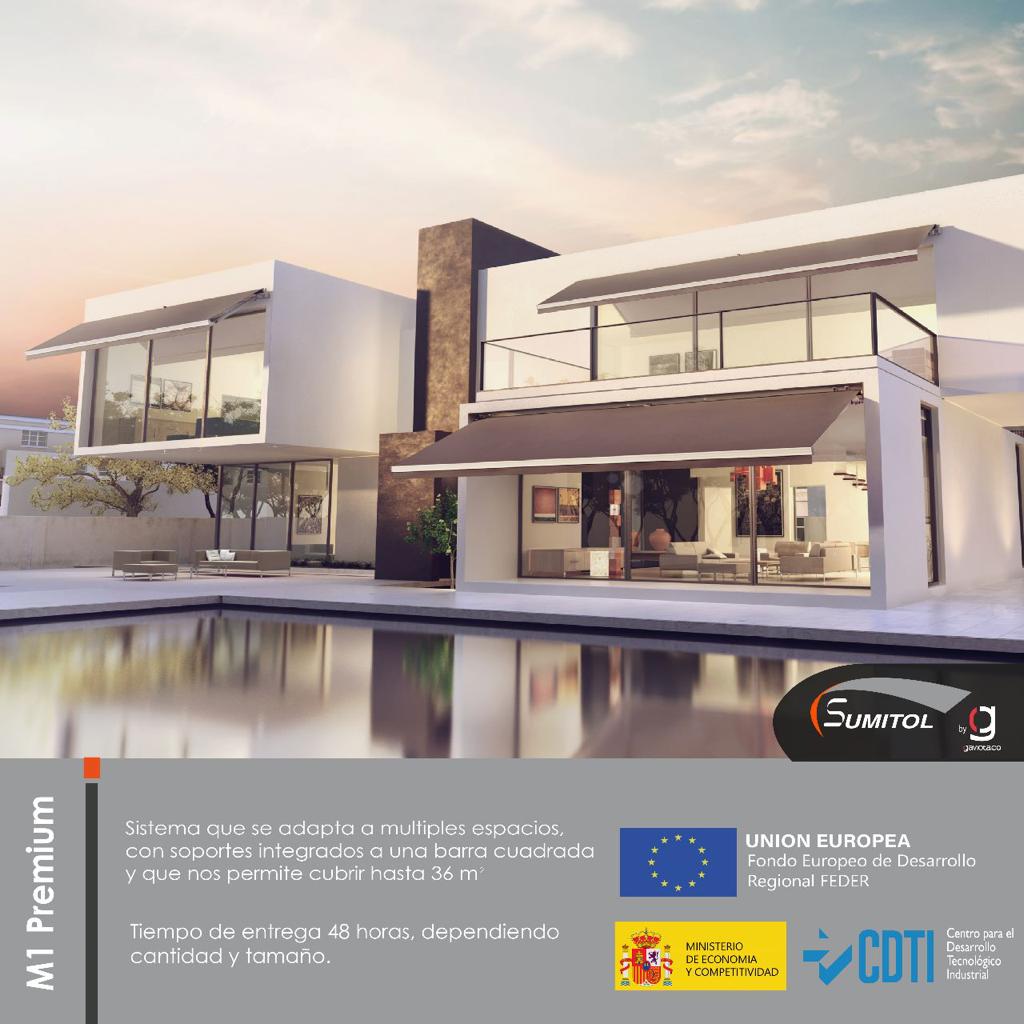 SUMITOL
by
g
gaviota.co
M1 Premium
Sistema que se adapta a multiples espacios,
con soportes integrados a una barra cuadrada
y que nos permite cubrir hasta 36 m²
Tiempo de entrega 48 horas, dependiendo
cantidad y tamaño.
UNION EUROPEA
Fondo Europeo de Desarrollo
Regional FEDER
MINISTERIO
DE ECONOMIA
Y COMPETITIVIDAD
CDTI
Centro para el
Desarrollo
Tecnológico
Industrial